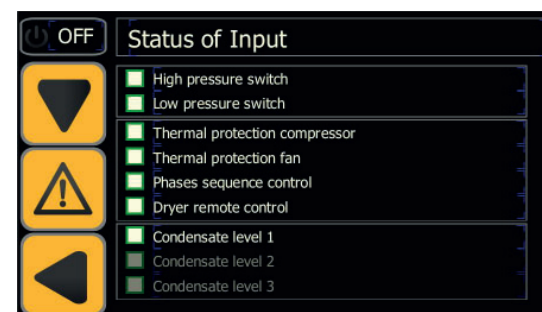 OFF
Status of Input
High pressure switch
Low pressure switch
Thermal protection compressor
Thermal protection fan
Phases sequence control
Dryer remote control
Condensate level 1
Condensate level 2
Condensate level 3